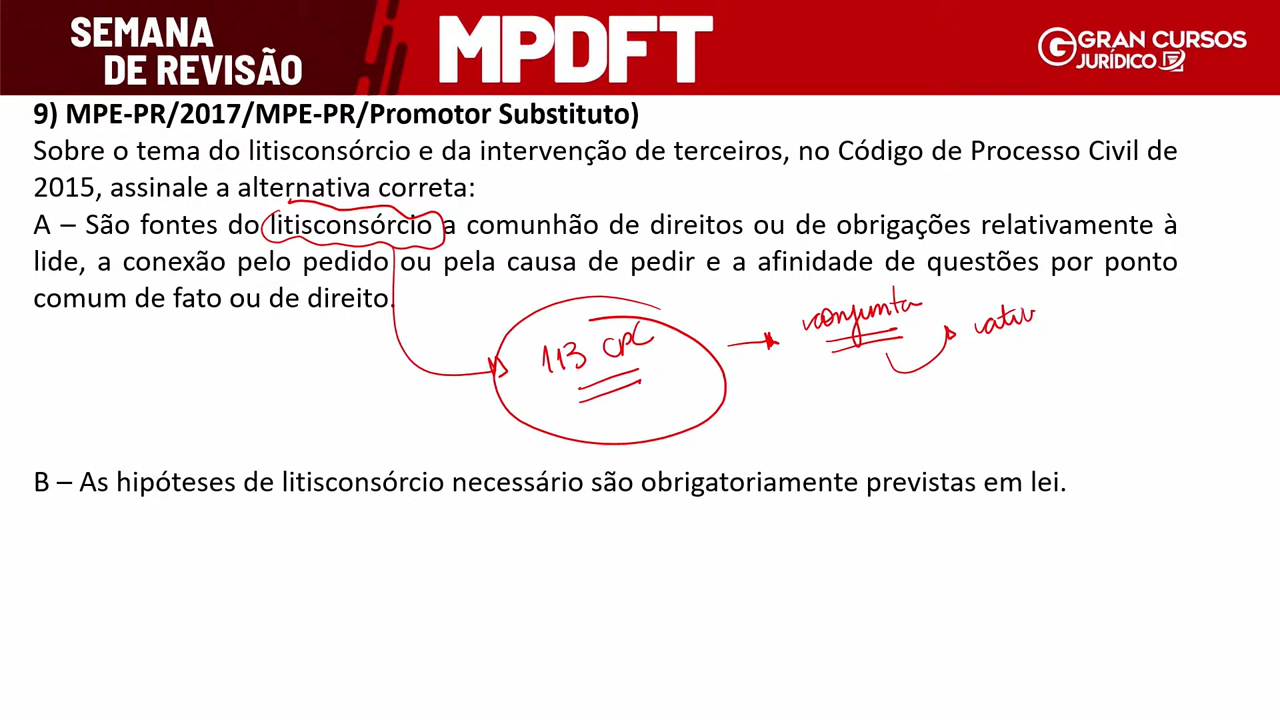 SEMANA
DE REVISÃO
MPDFT
GRAN CURSOS
JURÍDICO
9) MPE-PR/2017/MPE-PR/Promotor Substituto)
Sobre o tema do litisconsórcio e da intervenção de terceiros, no Código de Processo Civil de
2015, assinale a alternativa correta:
A – São fontes do litisconsórcio a comunhão de direitos ou de obrigações relativamente à
lide, a conexão pelo pedido ou pela causa de pedir e a afinidade de questões por ponto
comum de fato ou de direito.
113 CPC
conjunta
B – As hipóteses de litisconsórcio necessário são obrigatoriamente previstas em lei.